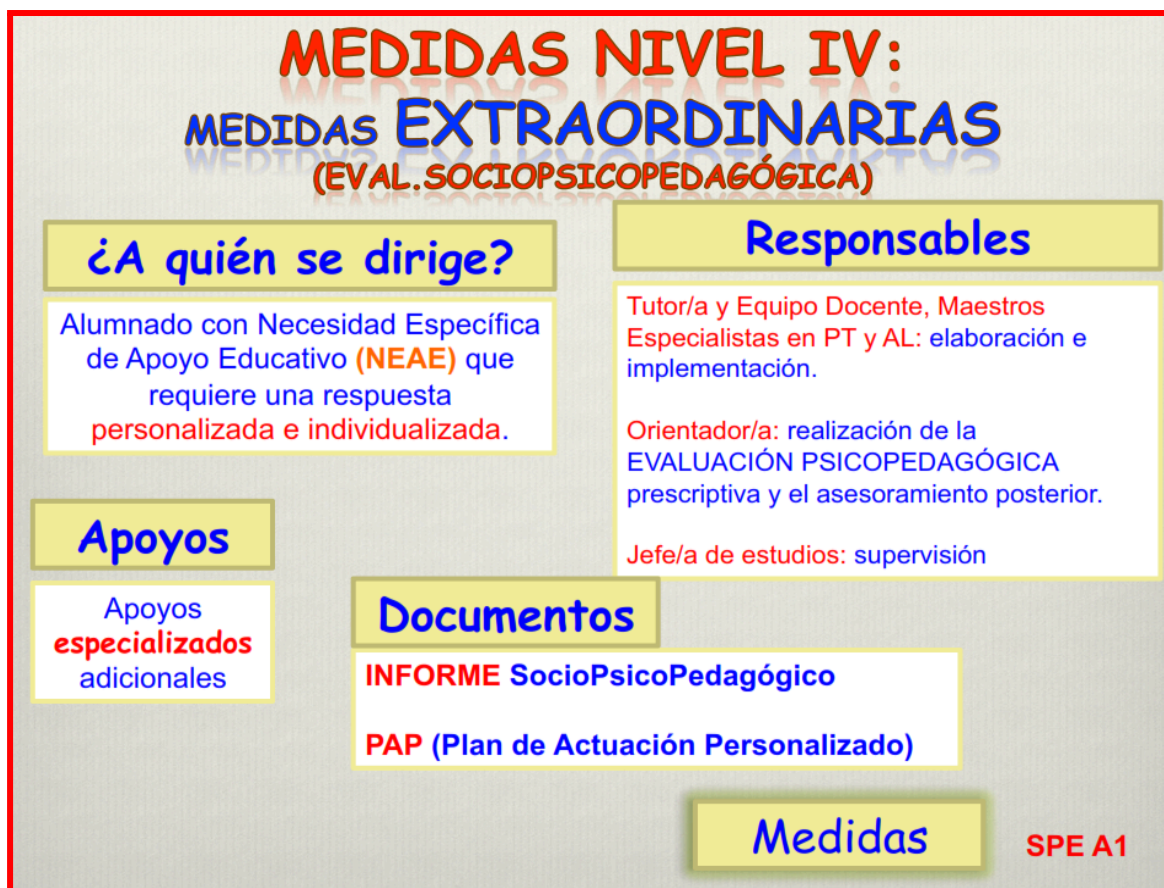 MEDIDAS NIVEL IV:
MEDIDAS EXTRAORDINARIAS
(EVAL.SOCIOPSICOPEDAGÓGICA)
¿A quién se dirige?
Alumnado con Necesidad Específica
de Apoyo Educativo (NEAE) que
requiere una respuesta
personalizada e individualizada.
Responsables
Tutor/a y Equipo Docente, Maestros
Especialistas en PT y AL: elaboración e
implementación.
Orientador/a: realización de la
EVALUACIÓN PSICOPEDAGÓGICA
prescriptiva y el asesoramiento posterior.
Jefe/a de estudios: supervisión
Apoyos
Apoyos
especializados
adicionales
Documentos
INFORME SocioPsicoPedagógico
PAP (Plan de Actuación Personalizado)
Medidas
SPE A1